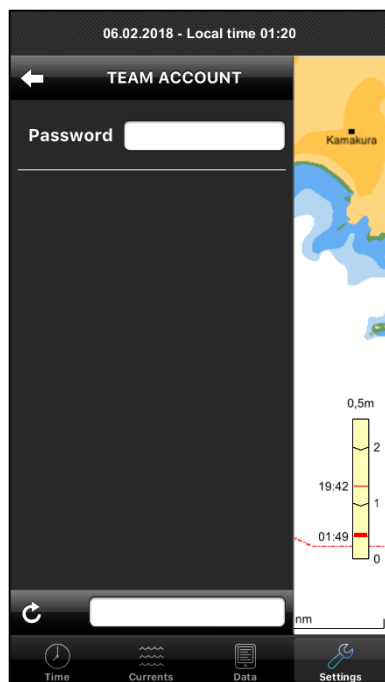 06.02.2018 - Local time 01:20
TEAM ACCOUNT
Password
Kamakura
0,5m
2
19:42
1
01:49
0
nm
Time
Currents
Data
Settings